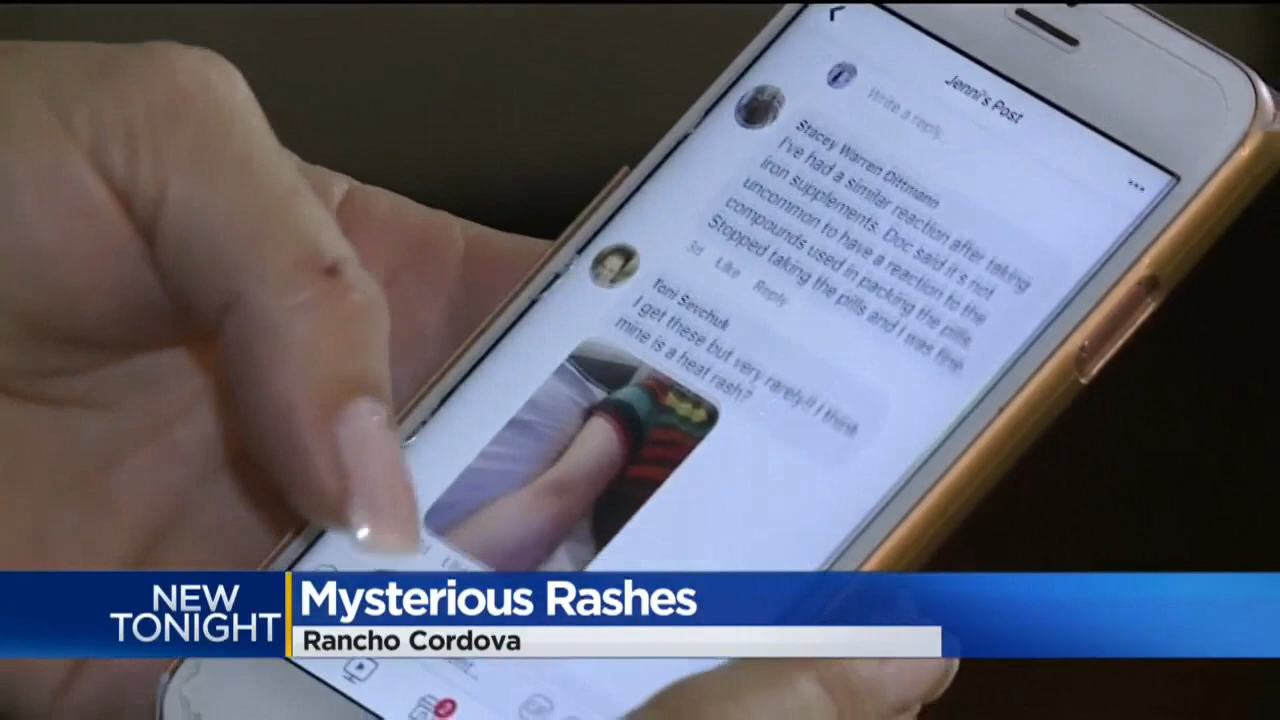 Jenni's Post
Write a reply...
Stacey Warren Dittmann
I've had a similar reaction after taking
iron supplements. Doc said it's not
uncommon to have a reaction to the
compounds used in packing the pills.
Stopped taking the pills and I was fine
3d Like Reply
Toni Sevchuk
I get these but very rarely!! I think
mine is a heat rash?
NEW
TONIGHT
Mysterious Rashes
Rancho Cordova
2